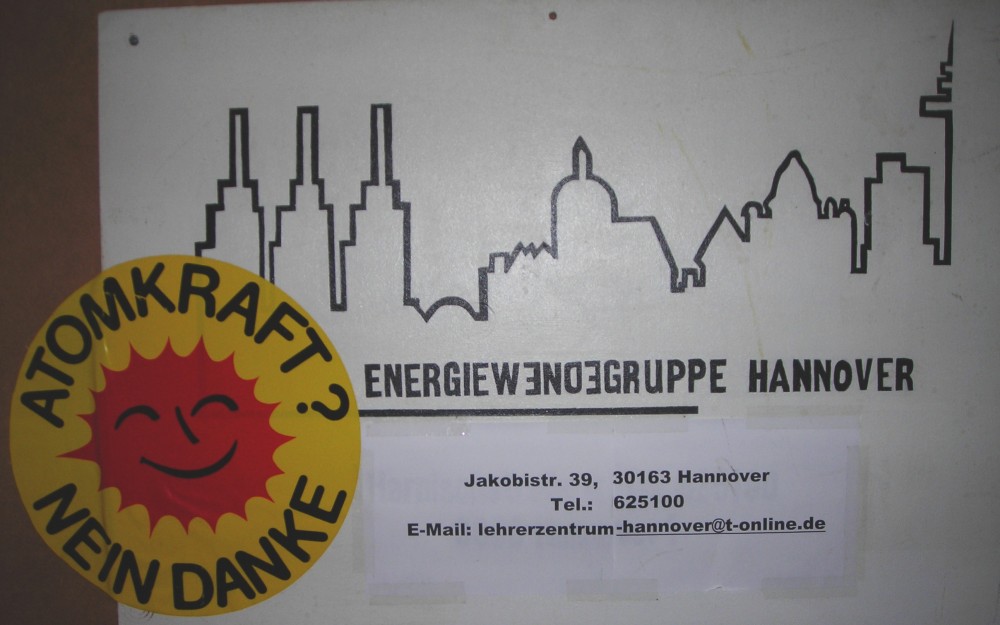 ATOMKRAFT?
NEIN DANKE
ENERGIEWENDEGRUPPE HANNOVER
Jakobistr. 39, 30163 Hannover
Tel.: 625100
E-Mail: lehrerzentrum-hannover@t-online.de